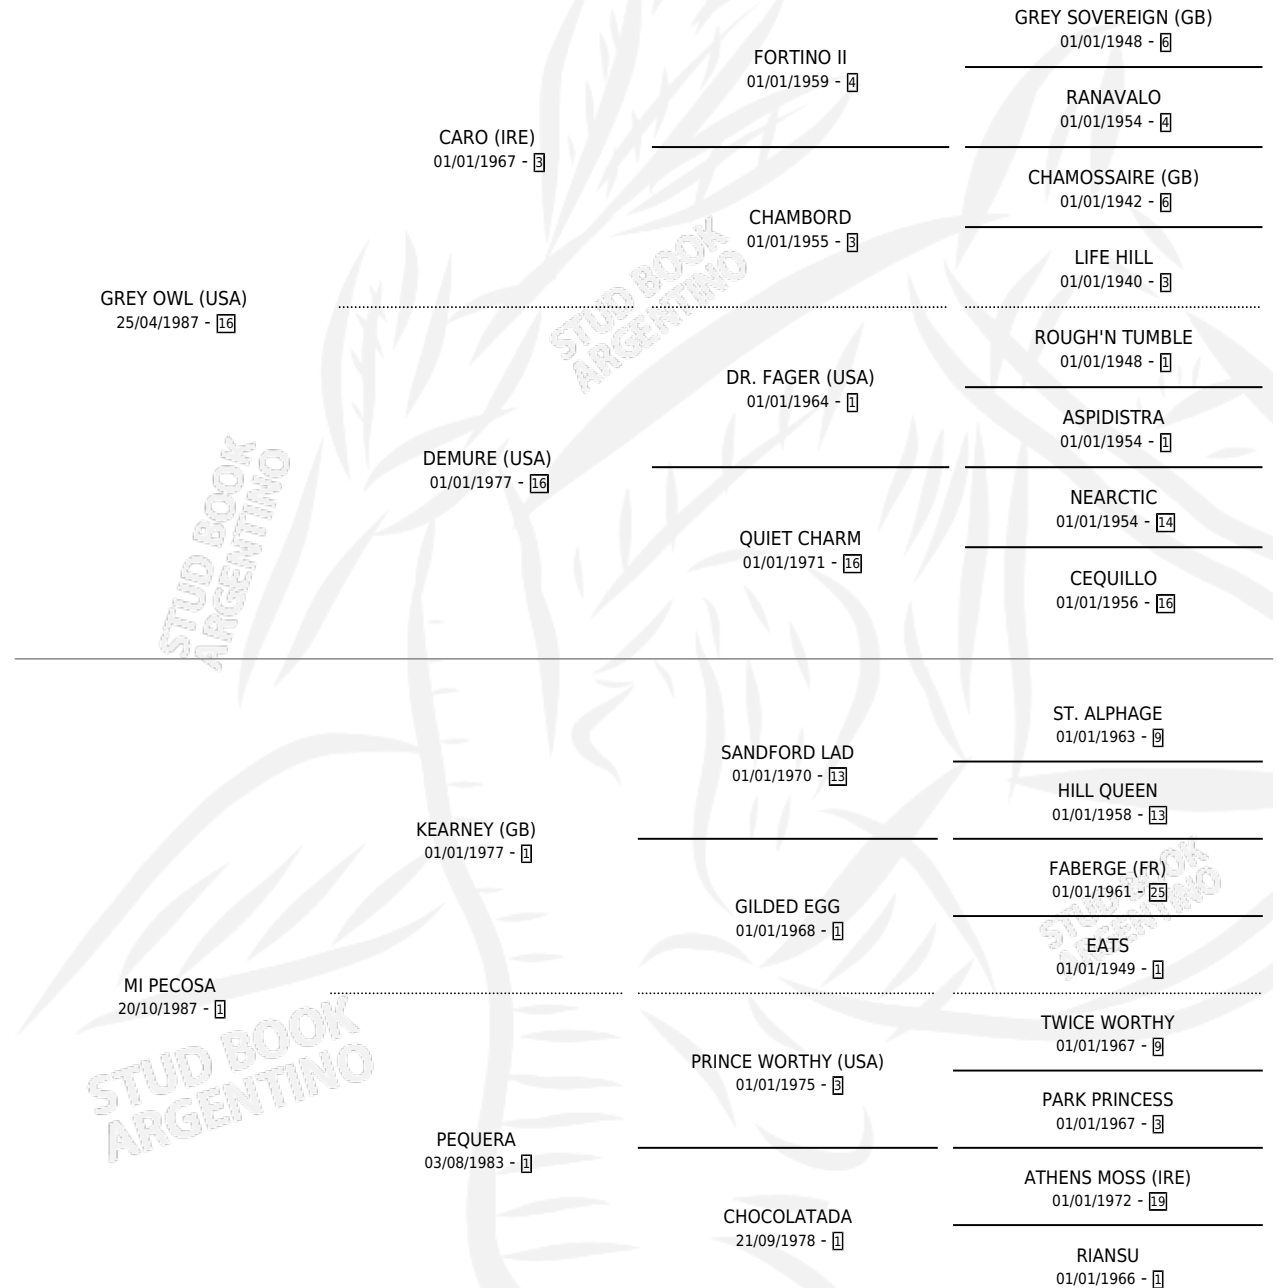 GREY OWL (USA)
25/04/1987 - 16
CARO (IRE)
01/01/1967 - 3
FORTINO II
01/01/1959 - 4
GREY SOVEREIGN (GB)
01/01/1948 - 6
RANAVALO
01/01/1954 - 4
CHAMBORD
01/01/1955 - 3
CHAMOSSAIRE (GB)
01/01/1942 - 6
LIFE HILL
01/01/1940 - 3
DEMURE (USA)
01/01/1977 - 16
DR. FAGER (USA)
01/01/1964 - 1
ROUGH'N TUMBLE
01/01/1948 - 1
ASPIDISTRA
01/01/1954 - 1
QUIET CHARM
01/01/1971 - 16
NEARCTIC
01/01/1954 - 14
CEQUILLO
01/01/1956 - 16
MI PECOSA
20/10/1987 - 1
KEARNEY (GB)
01/01/1977 - 1
SANDFORD LAD
01/01/1970 - 13
ST. ALPHAGE
01/01/1963 - 9
HILL QUEEN
01/01/1958 - 13
GILDED EGG
01/01/1968 - 1
FABERGE (FR)
01/01/1961 - 25
EATS
01/01/1949 - 1
PEQUERA
03/08/1983 - 1
PRINCE WORTHY (USA)
01/01/1975 - 3
TWICE WORTHY
01/01/1967 - 9
PARK PRINCESS
01/01/1967 - 3
CHOCOLATADA
21/09/1978 - 1
ATHENS MOSS (IRE)
01/01/1972 - 19
RIANSU
01/01/1966 - 1
STUD BOOK
ARGENTINO
STUD BOOK
ARGENTINO
STUD BOOK
ARGENTINO
STUD BOOK
ARGENTINO